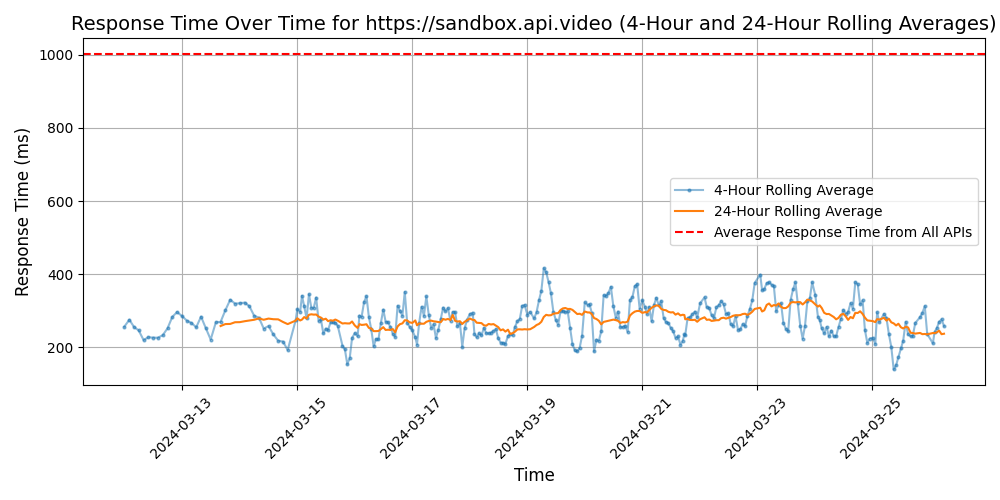 Response Time Over Time for https://sandbox.api.video (4-Hour and 24-Hour Rolling Averages)
Response Time (ms)
1000
800
600
400
200
4-Hour Rolling Average
24-Hour Rolling Average
Average Response Time from All APIs
2024-03-13
2024-03-15
2024-03-17
2024-03-19
2024-03-21
2024-03-23
2024-03-25
Time